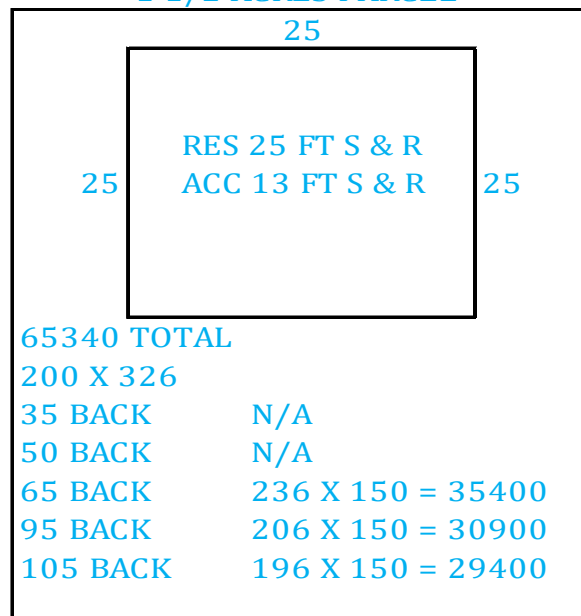 25
RES 25 FT S & R
25 ACC 13 FT S & R 25
65340 TOTAL
200 X 326
35 BACK N/A
50 BACK N/A
65 BACK 236 X 150 = 35400
95 BACK 206 X 150 = 30900
105 BACK 196 X 150 = 29400